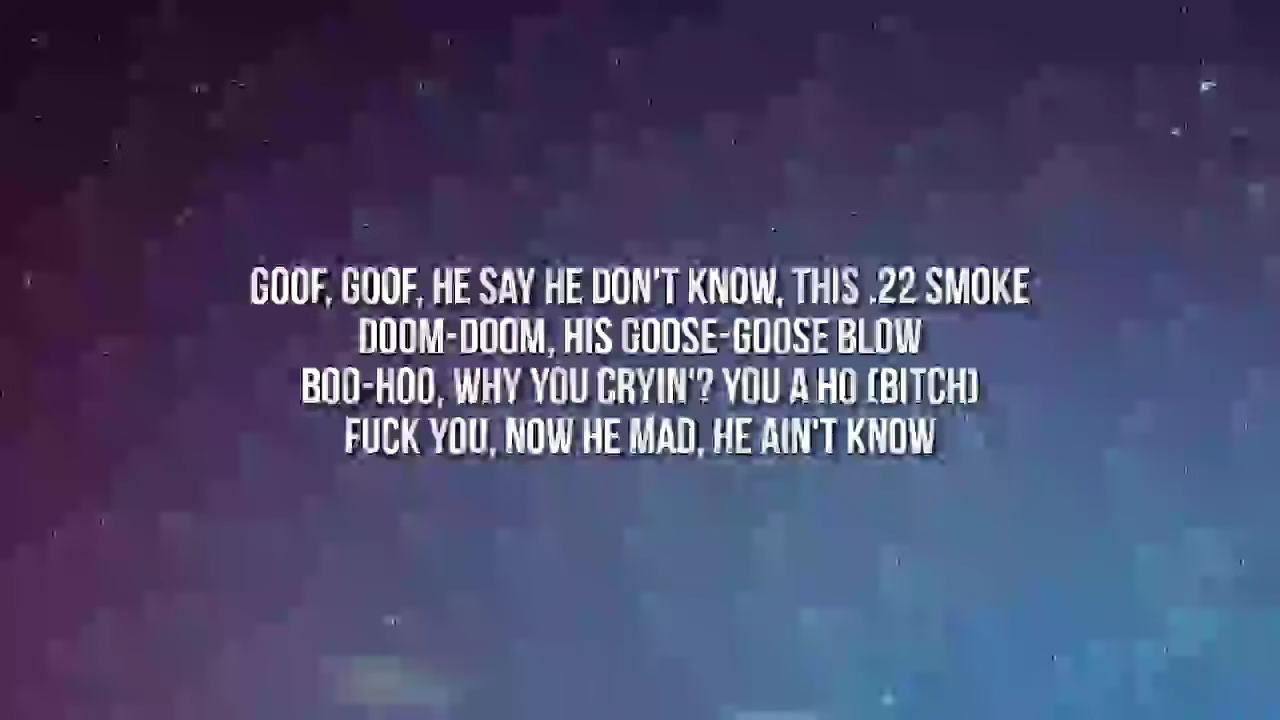 GOOF, GOOF, HE SAY HE DON'T KNOW, THIS .22 SMOKE
DOOM-DOOM, HIS GOOSE-GOOSE BLOW
BOO-HOO, WHY YOU CRYIN'? YOU A HO (BITCH)
FUCK YOU, NOW HE MAD, HE AIN'T KNOW